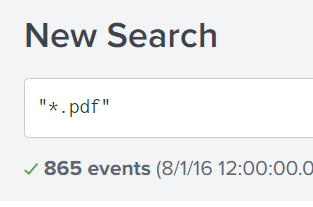 New Search
"*.pdf"
✓ 865 events (8/1/16 12:00:00.0